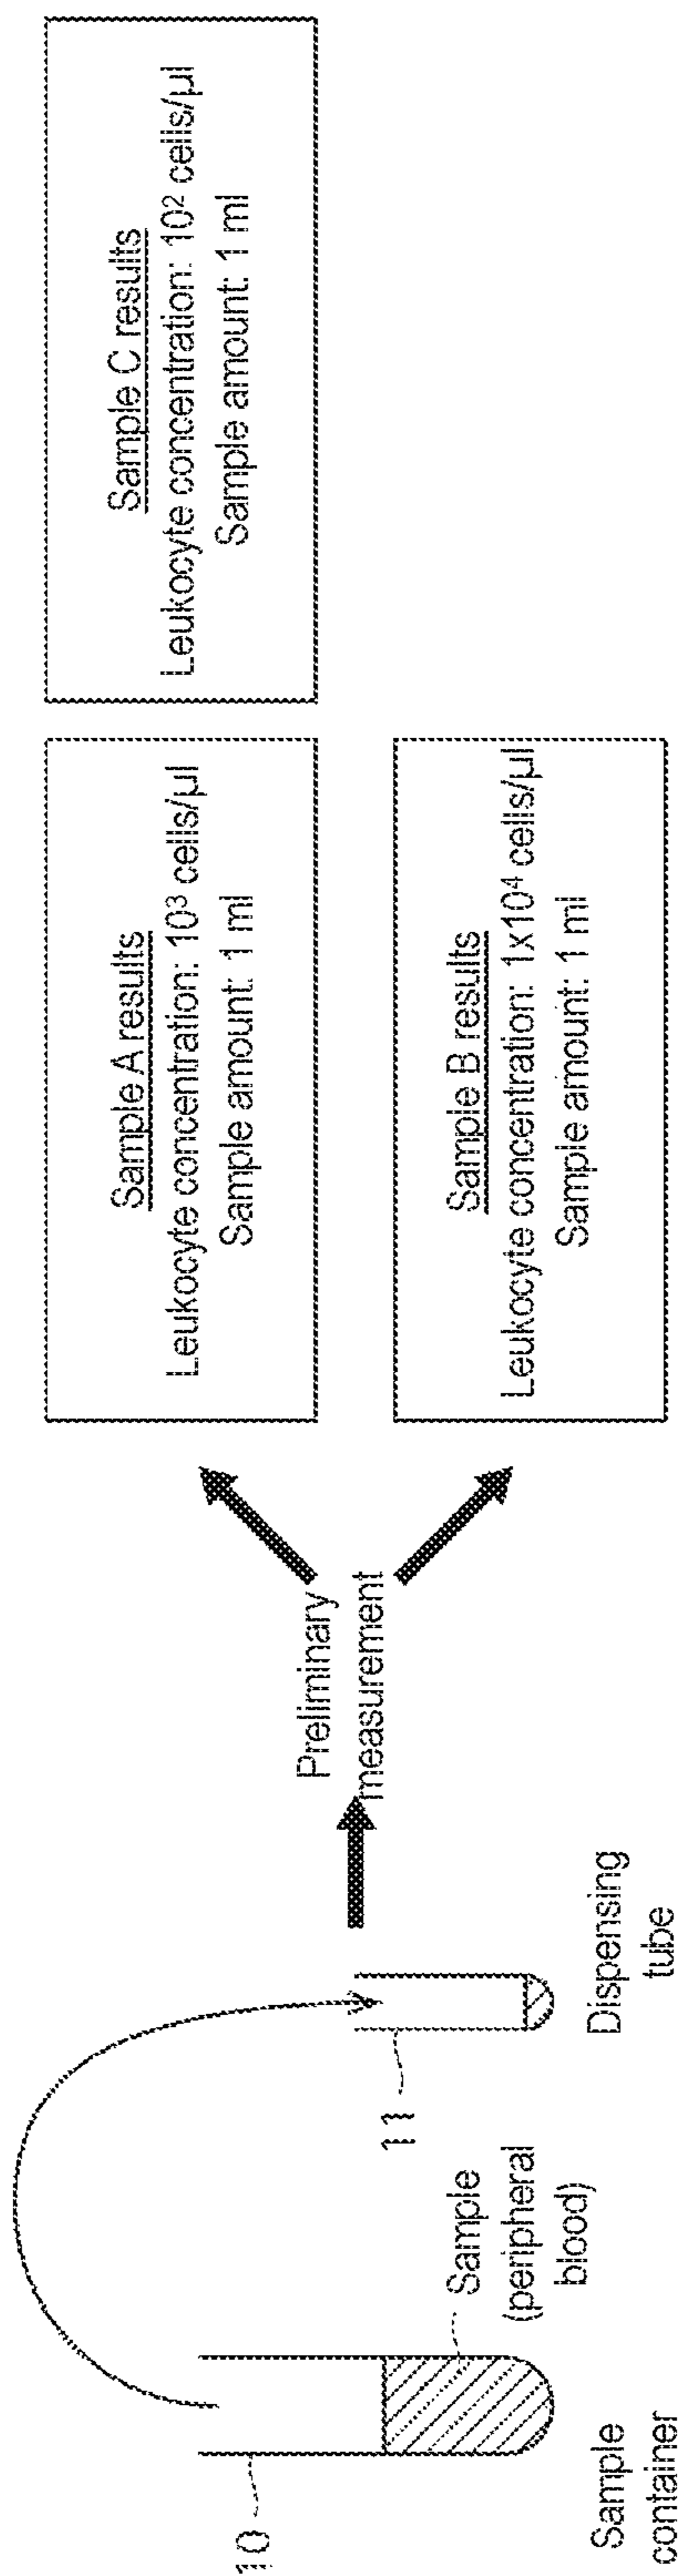 10
Sample
container
Sample
(peripheral
blood)
11
Dispensing
tube
Preliminary
measurement
Sample A results
Leukocyte concentration: 10³ cells/µl
Sample amount: 1 ml
Sample B results
Leukocyte concentration: 1x10⁴ cells/µl
Sample amount: 1 ml
Sample C results
Leukocyte concentration: 10² cells/µl
Sample amount: 1 ml